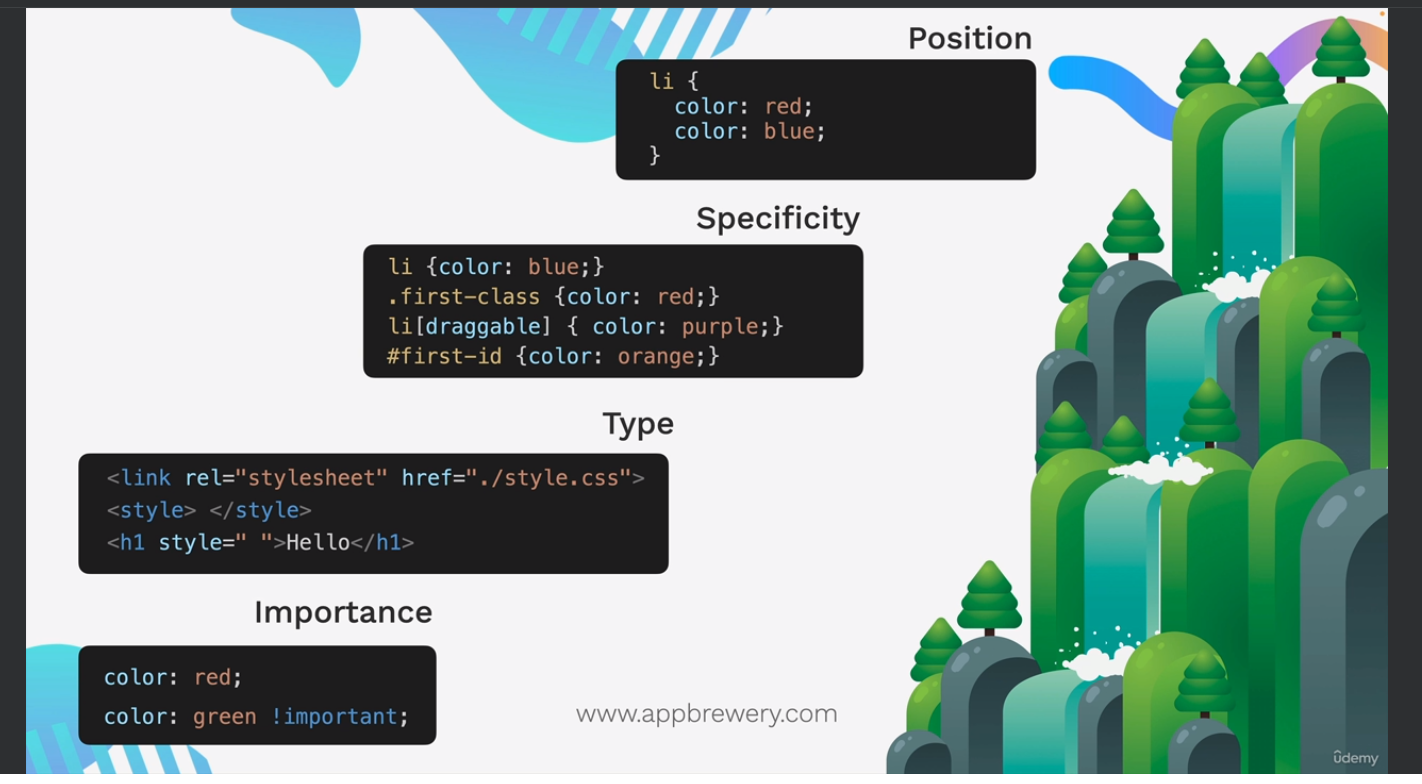 Position
li {
  color: red;
  color: blue;
}
Specificity
li {color: blue;}
.first-class {color: red;}
li[draggable] { color: purple;}
#first-id {color: orange;}
Type
<link rel="stylesheet" href="./style.css">
<style> </style>
<h1 style=" ">Hello</h1>
Importance
color: red;
color: green !important;
www.appbrewery.com
ûdemy